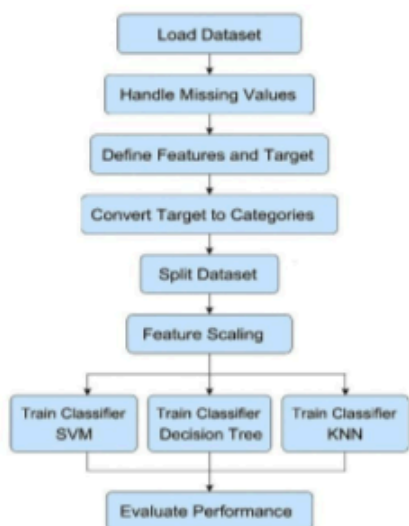 Load Dataset
Handle Missing Values
Define Features and Target
Convert Target to Categories
Split Dataset
Feature Scaling
Train Classifier
SVM
Train Classifier
Decision Tree
Train Classifier
KNN
Evaluate Performance